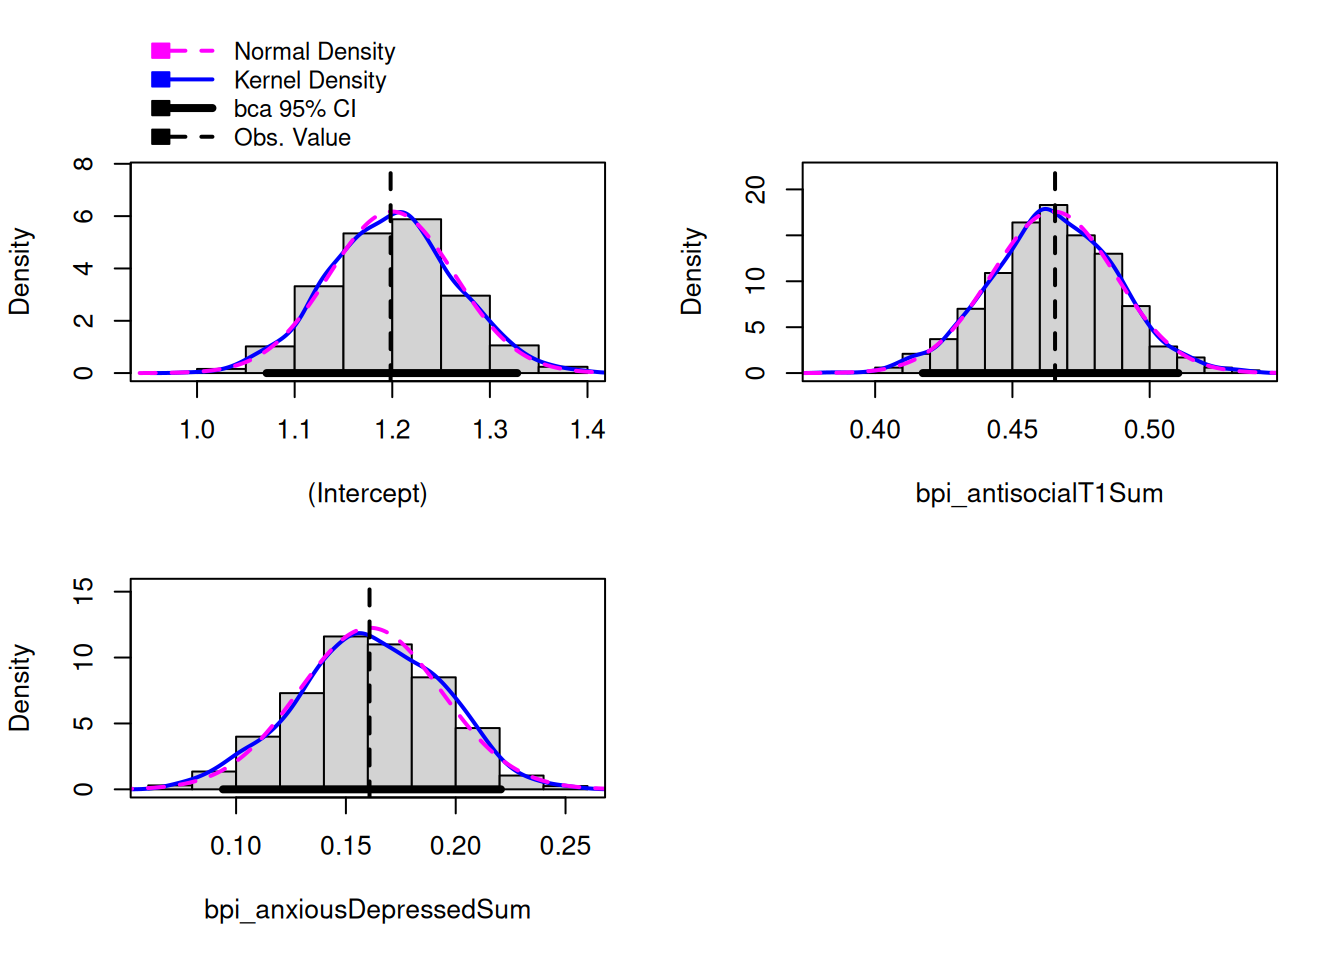 Normal Density
Kernel Density
bca 95% CI
Obs. Value
Density
0 2 4 6 8
1.0 1.1 1.2 1.3 1.4
(Intercept)
Density
0 5 10 20
0.40 0.45 0.50
bpi_antisocialT1Sum
Density
0 5 10 15
0.10 0.15 0.20 0.25
bpi_anxiousDepressedSum